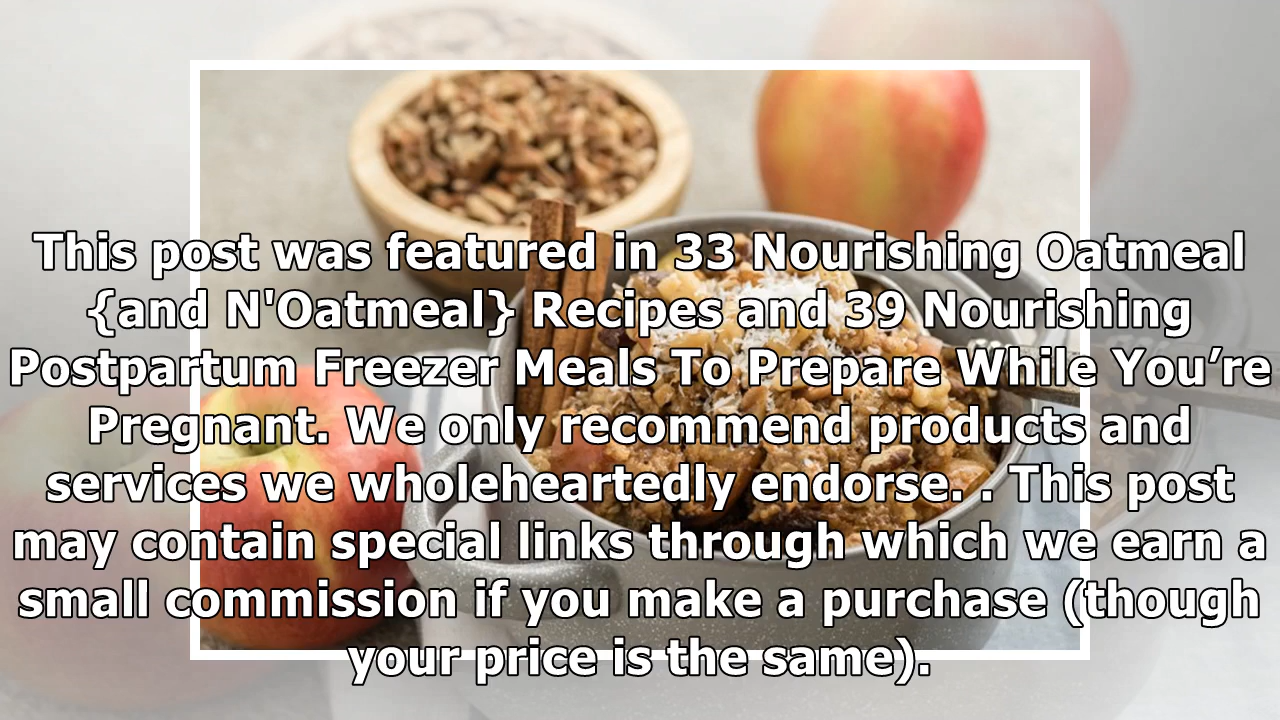 This post was featured in 33 Nourishing Oatmeal
{and N'Oatmeal} Recipes and 39 Nourishing
Postpartum Freezer Meals To Prepare While You’re
Pregnant. We only recommend products and
services we wholeheartedly endorse. . This post
may contain special links through which we earn a
small commission if you make a purchase (though
your price is the same).